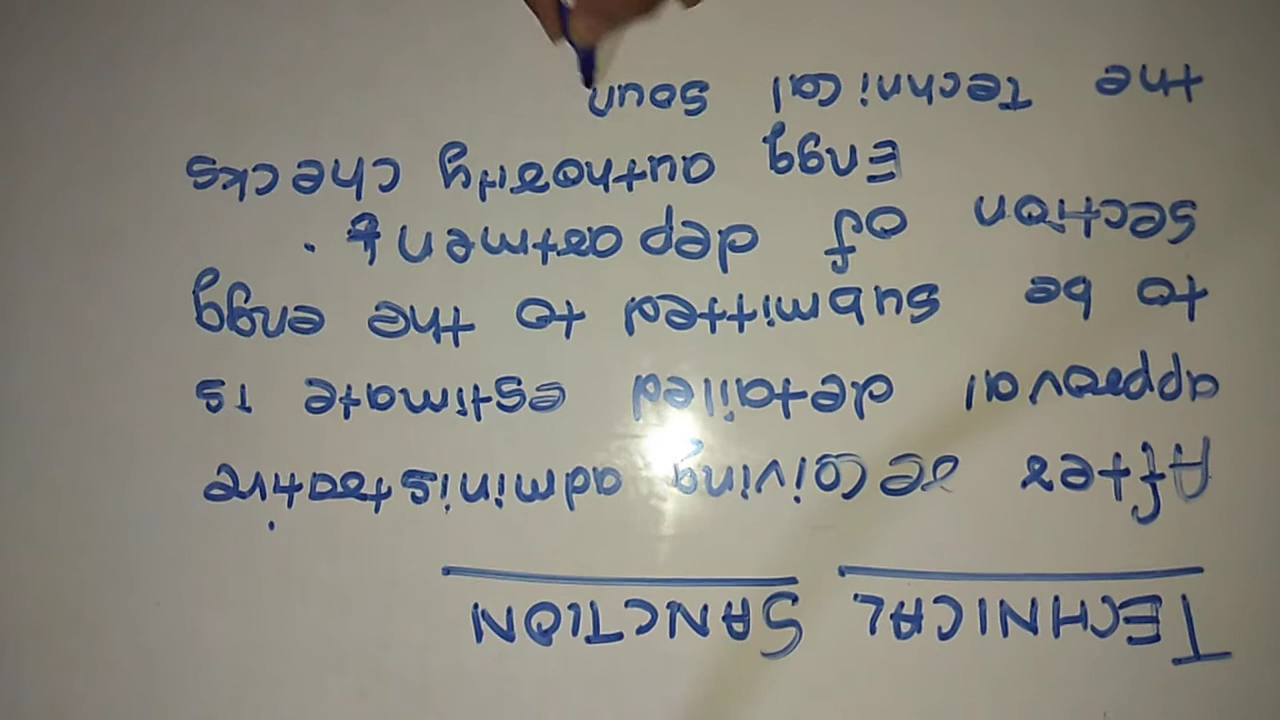 TECHNICAL SANCTION
After recaiving administrative
approval detailed estimate is
to be submitted to the engg
section of department.
Engg authority checks
the Technical Soun